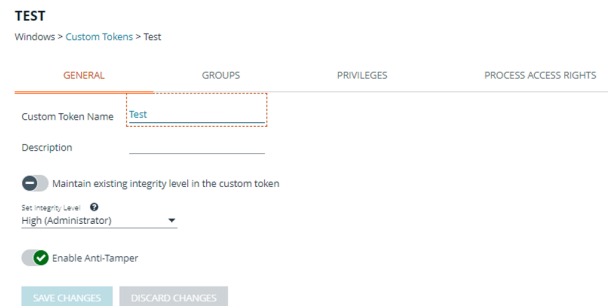 TEST
Windows > Custom Tokens > Test
GENERAL GROUPS PRIVILEGES PROCESS ACCESS RIGHTS
Custom Token Name Test
Description
Maintain existing integrity level in the custom token
Set Integrity Level ?
High (Administrator)
Enable Anti-Tamper
SAVE CHANGES DISCARD CHANGES